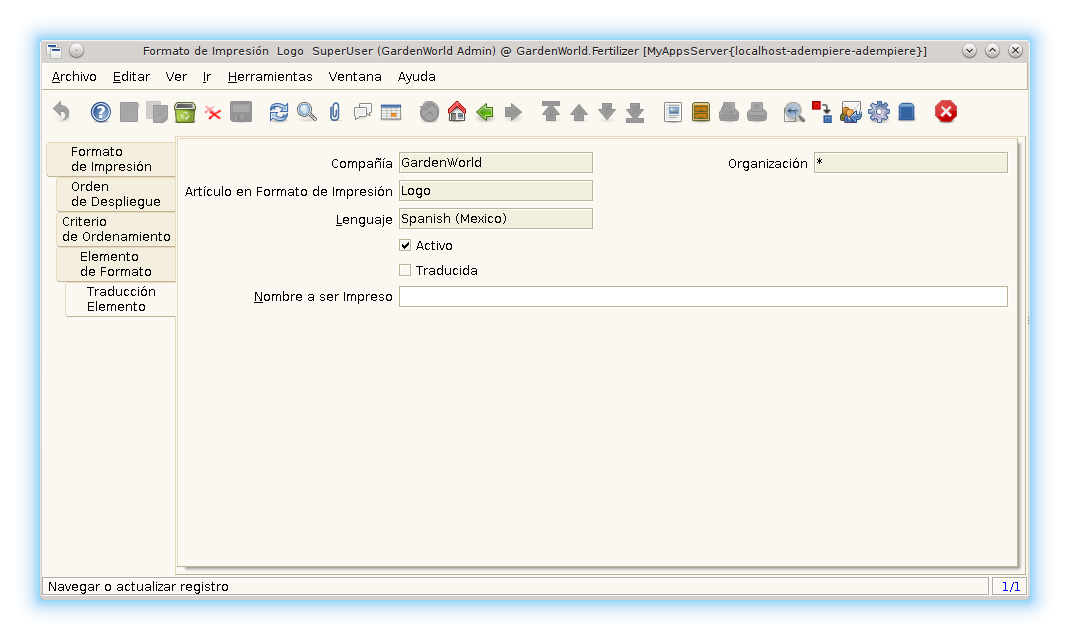 Formato de Impresión Logo SuperUser (GardenWorld Admin) @ GardenWorld.Fertilizer [MyAppsServer{localhost-adempiere-adempiere}]
Archivo Editar Ver Ir Herramientas Ventana Ayuda
Formato
de Impresión
Orden
de Despliegue
Criterio
de Ordenamiento
Elemento
de Formato
Traducción
Elemento
Compañía GardenWorld Organización *
Artículo en Formato de Impresión Logo
Lenguaje Spanish (Mexico)
Activo
Traducida
Nombre a ser Impreso
Navegar o actualizar registro 1/1